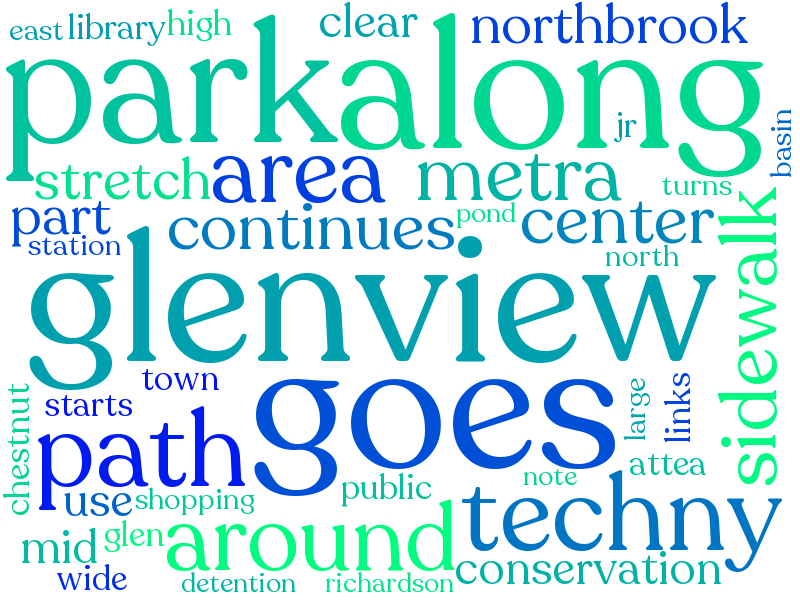 east library high clear northbrook
park along
jr
basin
stretch area metra turns
part continues pond center
station
north
sidewalk
glenview
town
starts
goes
large
links
chestnut
path
use shopping public note attea
techny
mid glen around
conservation
wide detention richardson